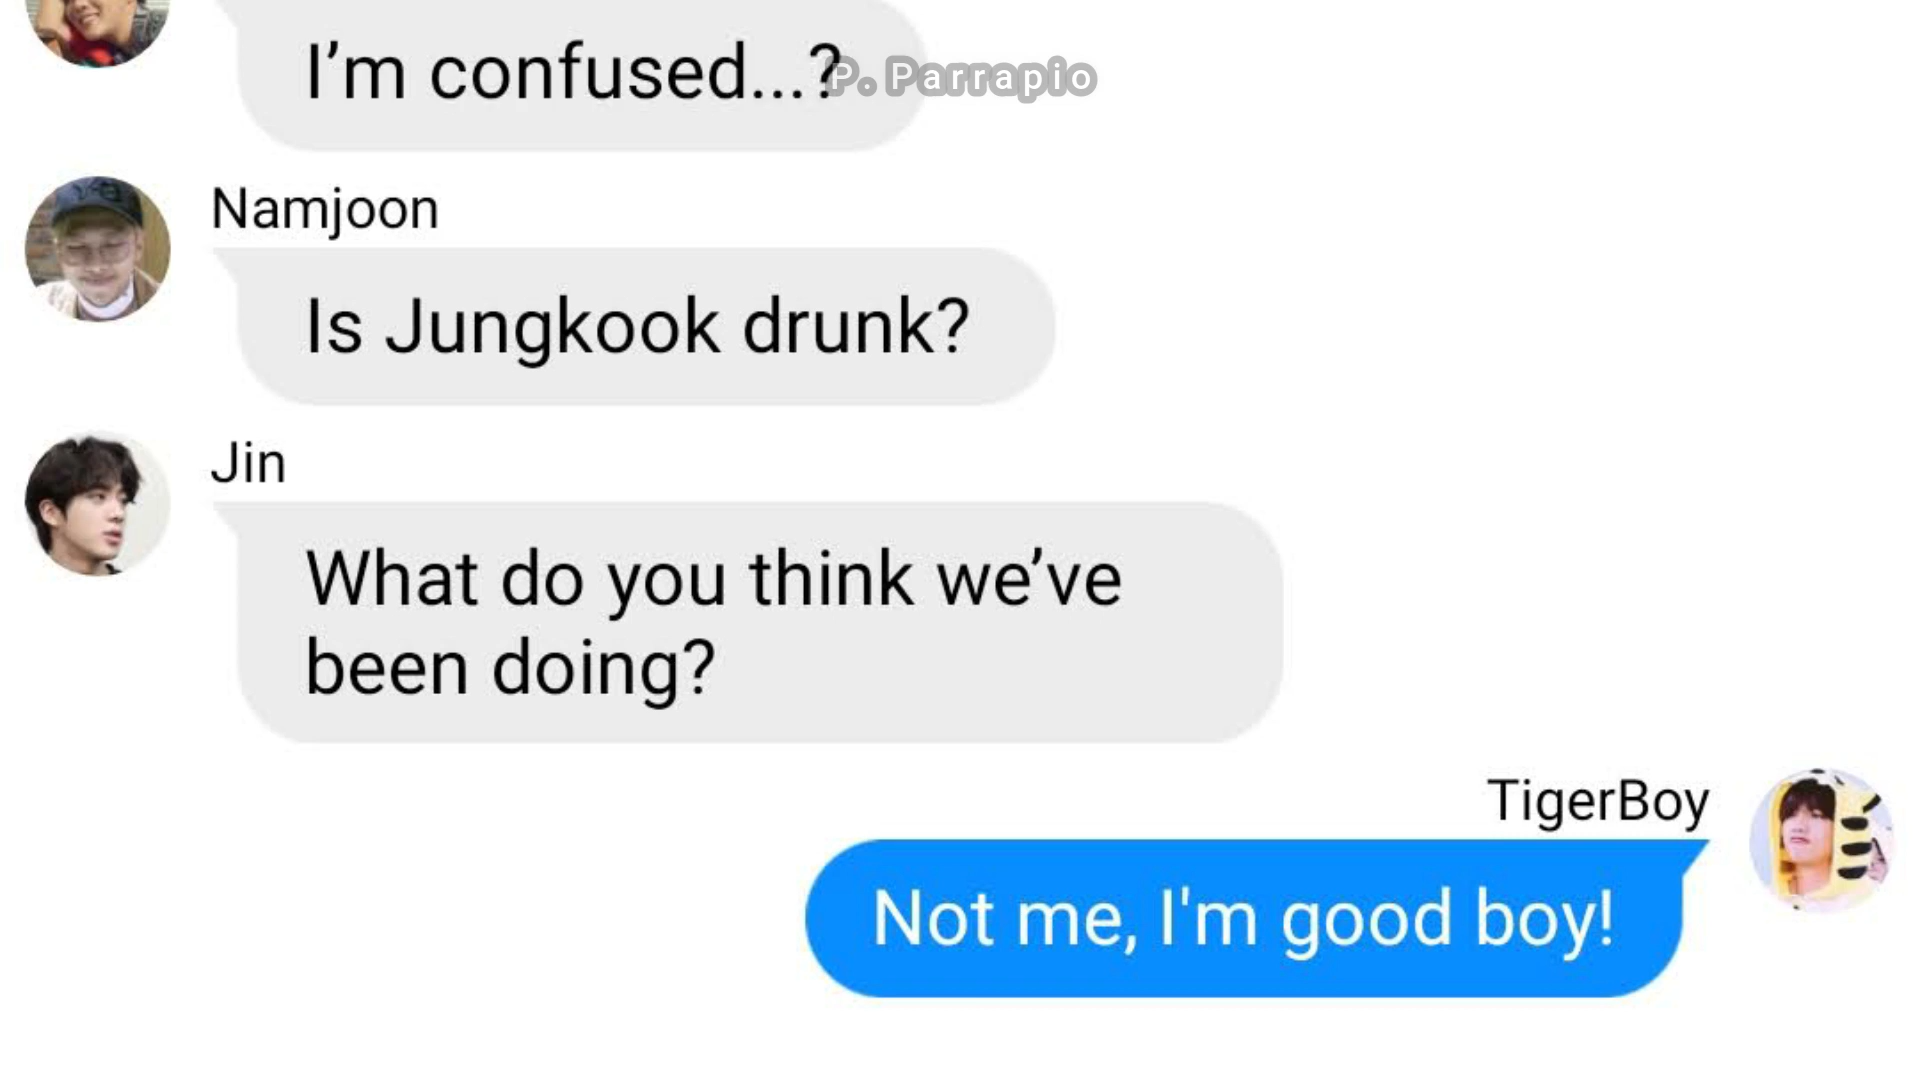 I’m confused...?
P. Parrapio
Namjoon
Is Jungkook drunk?
Jin
What do you think we’ve
been doing?
TigerBoy
Not me, I'm good boy!